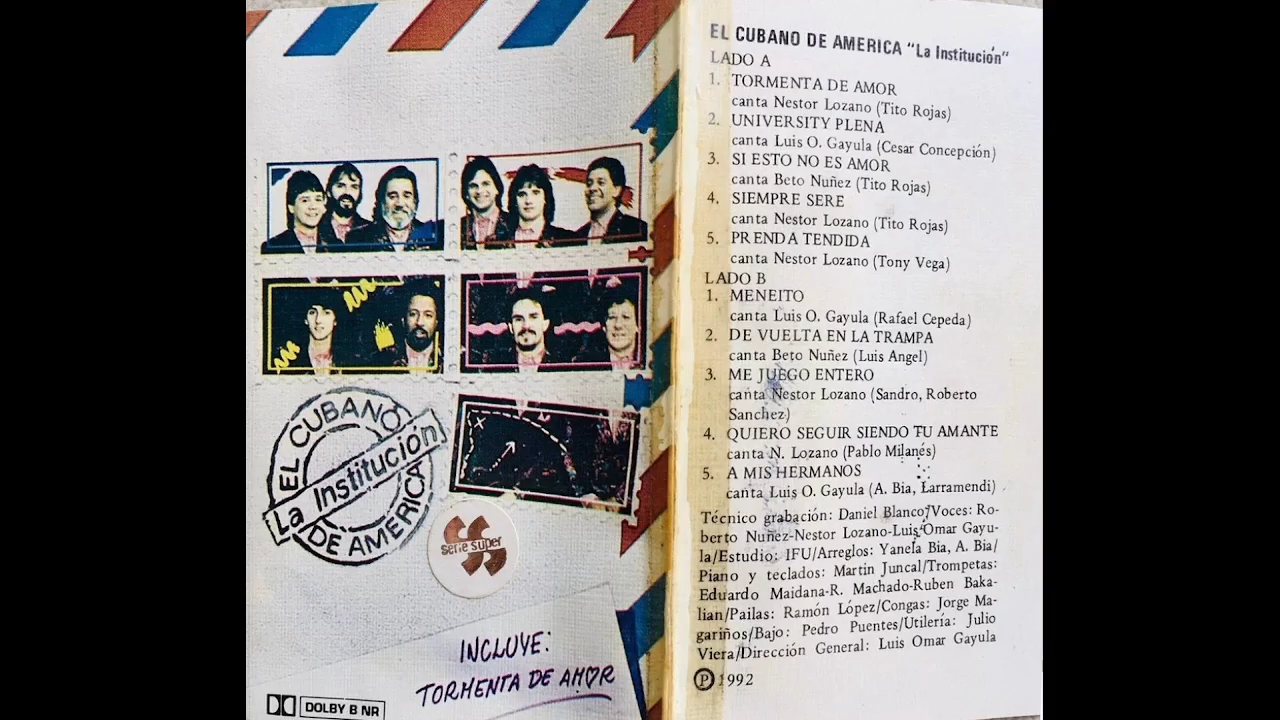 EL CUBANO
La Institución
DE AMERICA
serie super
INCLUYE:
TORMENTA DE AMOR
DOLBY B NR
EL CUBANO DE AMERICA "La Institución"
LADO A
1. TORMENTA DE AMOR
canta Nestor Lozano (Tito Rojas)
2. UNIVERSITY PLENA
canta Luis O. Gayula (Cesar Concepción)
3. SI ESTO NO ES AMOR
canta Beto Nuñez (Tito Rojas)
4. SIEMPRE SERE
canta Nestor Lozano (Tito Rojas)
5. PRENDA TENDIDA
canta Nestor Lozano (Tony Vega)
LADO B
1. MENEITO
canta Luis O. Gayula (Rafael Cepeda)
2. DE VUELTA EN LA TRAMPA
canta Beto Nuñez (Luis Angel)
3. ME JUEGO ENTERO
canta Nestor Lozano (Sandro, Roberto
Sanchez)
4. QUIERO SEGUIR SIENDO TU AMANTE
canta N. Lozano (Pablo Milanés)
5. A MIS HERMANOS
canta Luis O. Gayula (A. Bia, Larramendi)
Técnico grabación: Daniel Blanco/Voces: Ro-
berto Nuñez-Nestor Lozano-Luis Omar Gayu-
la/Estudio: IFU/Arreglos: Yanela Bia, A. Bia/
Piano y teclados: Martin Juncal/Trompetas:
Eduardo Maidana-R. Machado-Ruben Baka-
lian/Pailas: Ramón López/Congas: Jorge Ma-
gariños/Bajo: Pedro Puentes/Utilería: Julio
Viera/Dirección General: Luis Omar Gayula
Ⓟ 1992